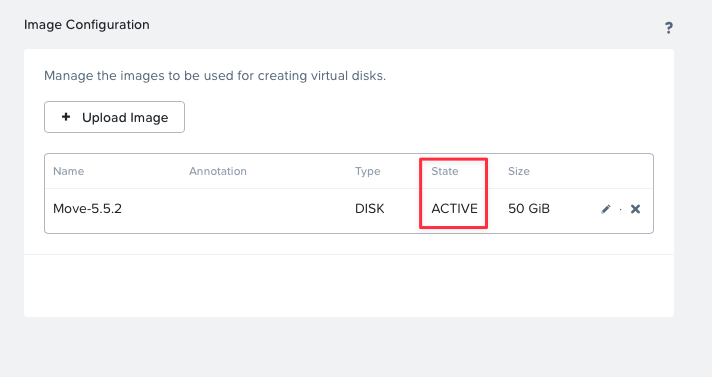 Image Configuration
?
Manage the images to be used for creating virtual disks.
+ Upload Image
Name Annotation Type State Size
Move-5.5.2 DISK ACTIVE 50 GiB